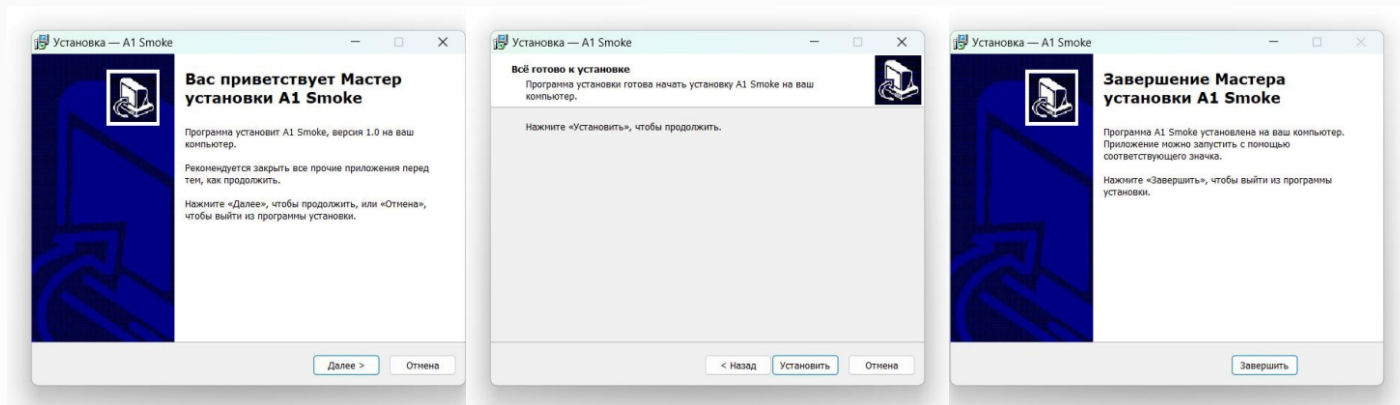 Установка — A1 Smoke
Вас приветствует Мастер
установки A1 Smoke
Программа установит A1 Smoke, версия 1.0 на ваш
компьютер.
Рекомендуется закрыть все прочие приложения перед
тем, как продолжить.
Нажмите «Далее», чтобы продолжить, или «Отмена»,
чтобы выйти из программы установки.
Далее >
Отмена
Установка — A1 Smoke
Всё готово к установке
Программа установки готова начать установку A1 Smoke на ваш
компьютер.
Нажмите «Установить», чтобы продолжить.
< Назад
Установить
Отмена
Установка — A1 Smoke
Завершение Мастера
установки A1 Smoke
Программа A1 Smoke установлена на ваш компьютер.
Приложение можно запустить с помощью
соответствующего значка.
Нажмите «Завершить», чтобы выйти из программы
установки.
Завершить